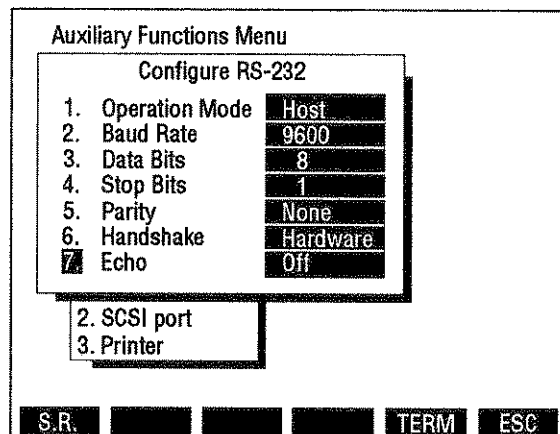 Auxiliary Functions Menu
Configure RS-232
1. Operation Mode Host
2. Baud Rate 9600
3. Data Bits 8
4. Stop Bits 1
5. Parity None
6. Handshake Hardware
7. Echo Off
2. SCSI port
3. Printer
S.R. TERM ESC